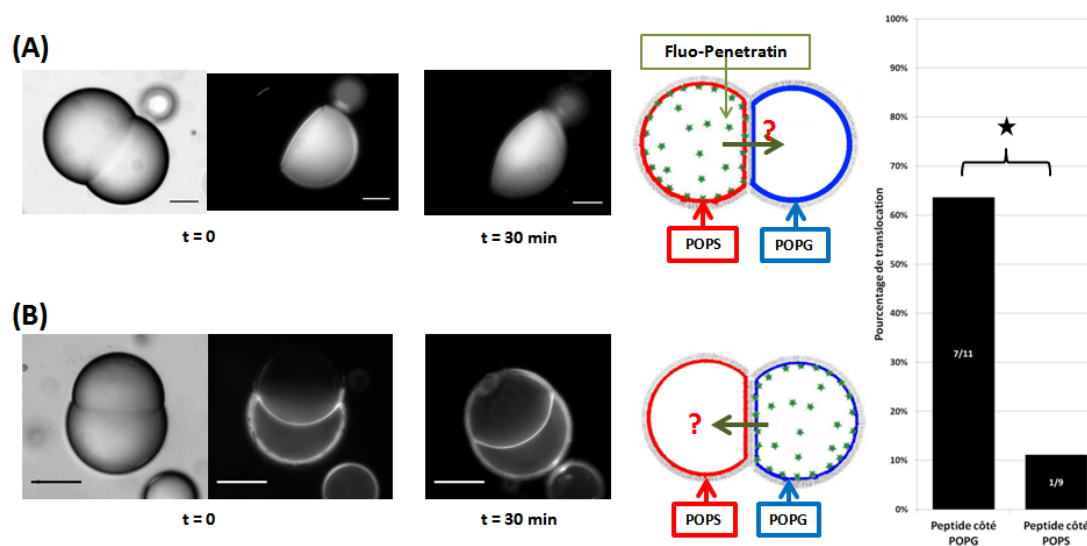 (A)
t = 0
t = 30 min
Fluo-Penetratin
?
POPS
POPG
(B)
t = 0
t = 30 min
?
POPS
POPG
Pourcentage de translocation
100%
90%
80%
70%
60%
50%
40%
30%
20%
10%
0%
7/11
1/9
Peptide côté
POPG
Peptide côté
POPS